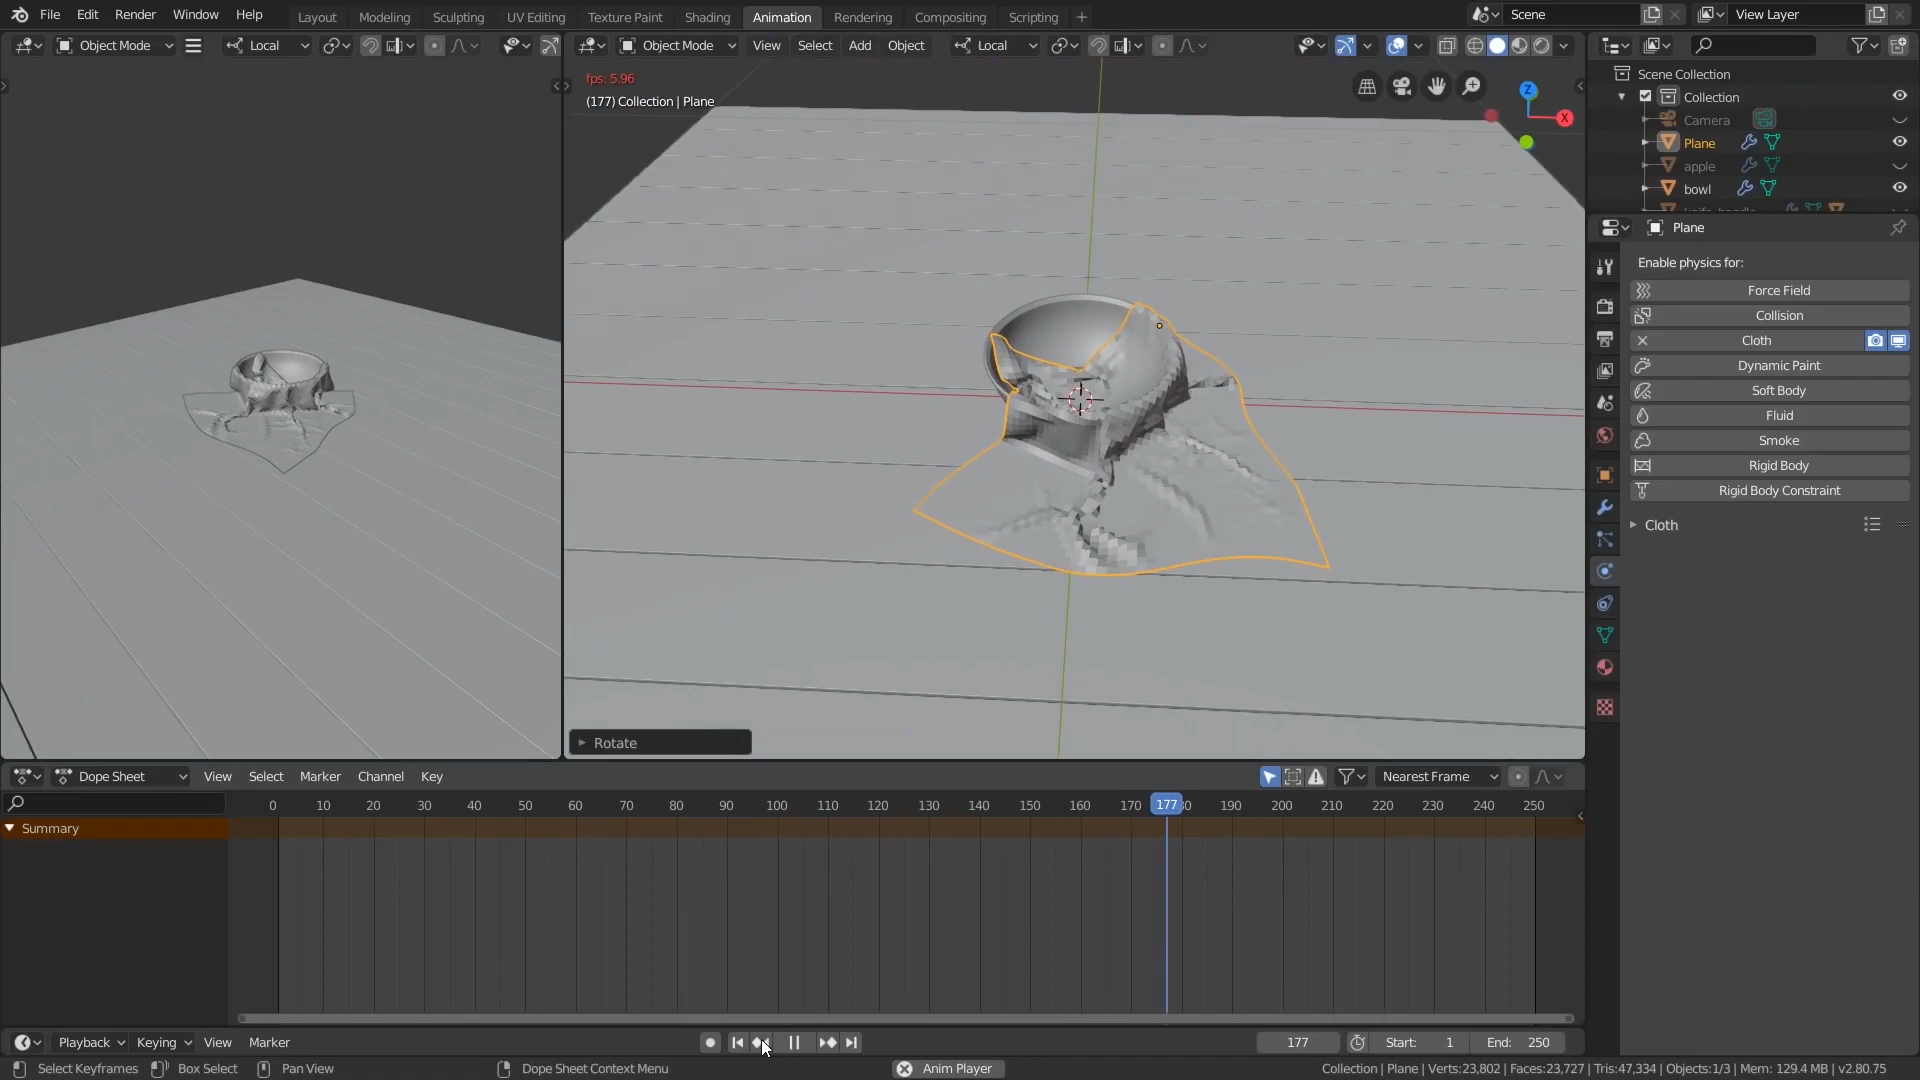 File Edit Render Window Help Layout Modeling Sculpting UV Editing Texture Paint Shading Animation Rendering Compositing Scripting + Scene View Layer
Object Mode Local Object Mode View Select Add Object Local
fps: 5.96
(177) Collection | Plane
Z
X
Scene Collection
Collection
Camera
Plane
apple
bowl
Plane
Enable physics for:
Force Field
Collision
Cloth
Dynamic Paint
Soft Body
Fluid
Smoke
Rigid Body
Rigid Body Constraint
Cloth
Rotate
Dope Sheet View Select Marker Channel Key Nearest Frame
0 10 20 30 40 50 60 70 80 90 100 110 120 130 140 150 160 170 177 190 200 210 220 230 240 250
Summary
Playback Keying View Marker 177 Start: 1 End: 250
Select Keyframes Box Select Pan View Dope Sheet Context Menu Anim Player Collection | Plane | Verts:23,802 | Faces:23,727 | Tris:47,334 | Objects:1/3 | Mem: 129.4 MB | v2.80.75